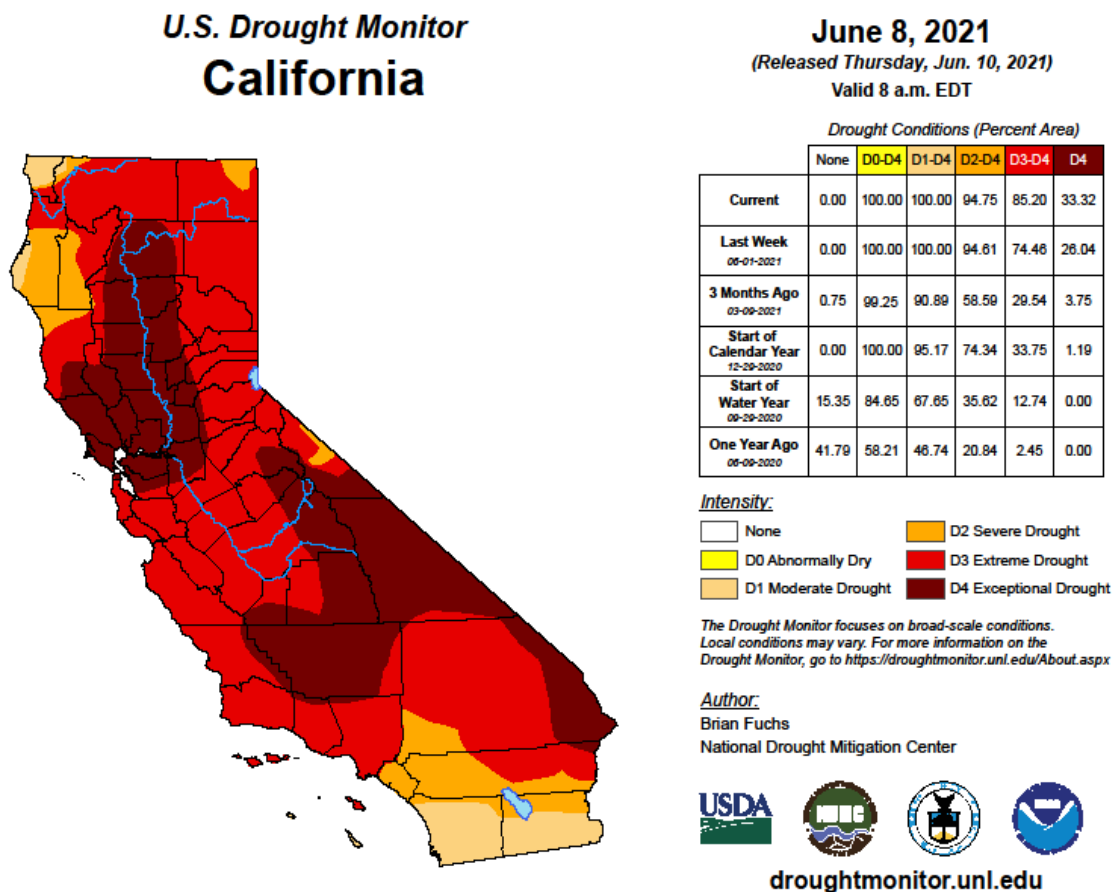 U.S. Drought Monitor
California
June 8, 2021
(Released Thursday, Jun. 10, 2021)
Valid 8 a.m. EDT
Drought Conditions (Percent Area)
None D0-D4 D1-D4 D2-D4 D3-D4 D4
Current 0.00 100.00 100.00 94.75 85.20 33.32
Last Week 06-01-2021 0.00 100.00 100.00 94.61 74.46 26.04
3 Months Ago 03-09-2021 0.75 99.25 90.89 58.59 29.54 3.75
Start of Calendar Year 12-29-2020 0.00 100.00 95.17 74.34 33.75 1.19
Start of Water Year 09-29-2020 15.35 84.65 67.65 35.62 12.74 0.00
One Year Ago 06-09-2020 41.79 58.21 46.74 20.84 2.45 0.00
Intensity:
None
D2 Severe Drought
D0 Abnormally Dry
D3 Extreme Drought
D1 Moderate Drought
D4 Exceptional Drought
The Drought Monitor focuses on broad-scale conditions.
Local conditions may vary. For more information on the
Drought Monitor, go to https://droughtmonitor.unl.edu/About.aspx
Author:
Brian Fuchs
National Drought Mitigation Center
USDA
droughtmonitor.unl.edu